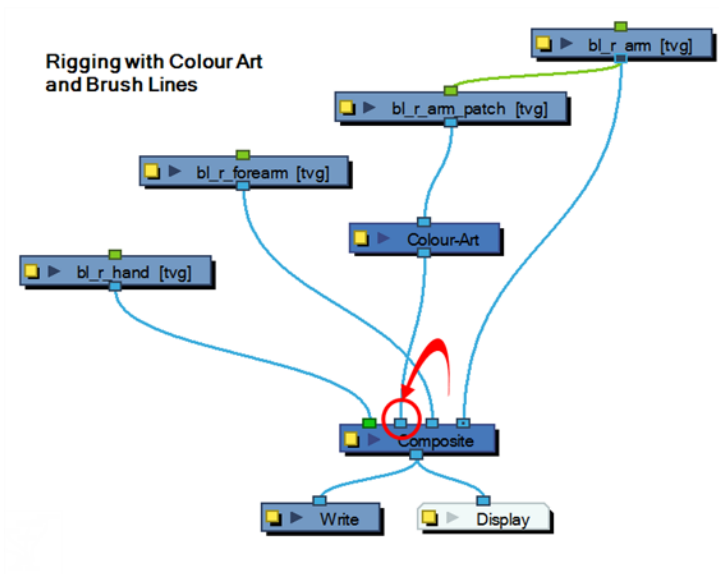 Rigging with Colour Art
and Brush Lines
bl_r_arm [tvg]
bl_r_arm_patch [tvg]
bl_r_forearm [tvg]
Colour-Art
bl_r_hand [tvg]
Composite
Write
Display